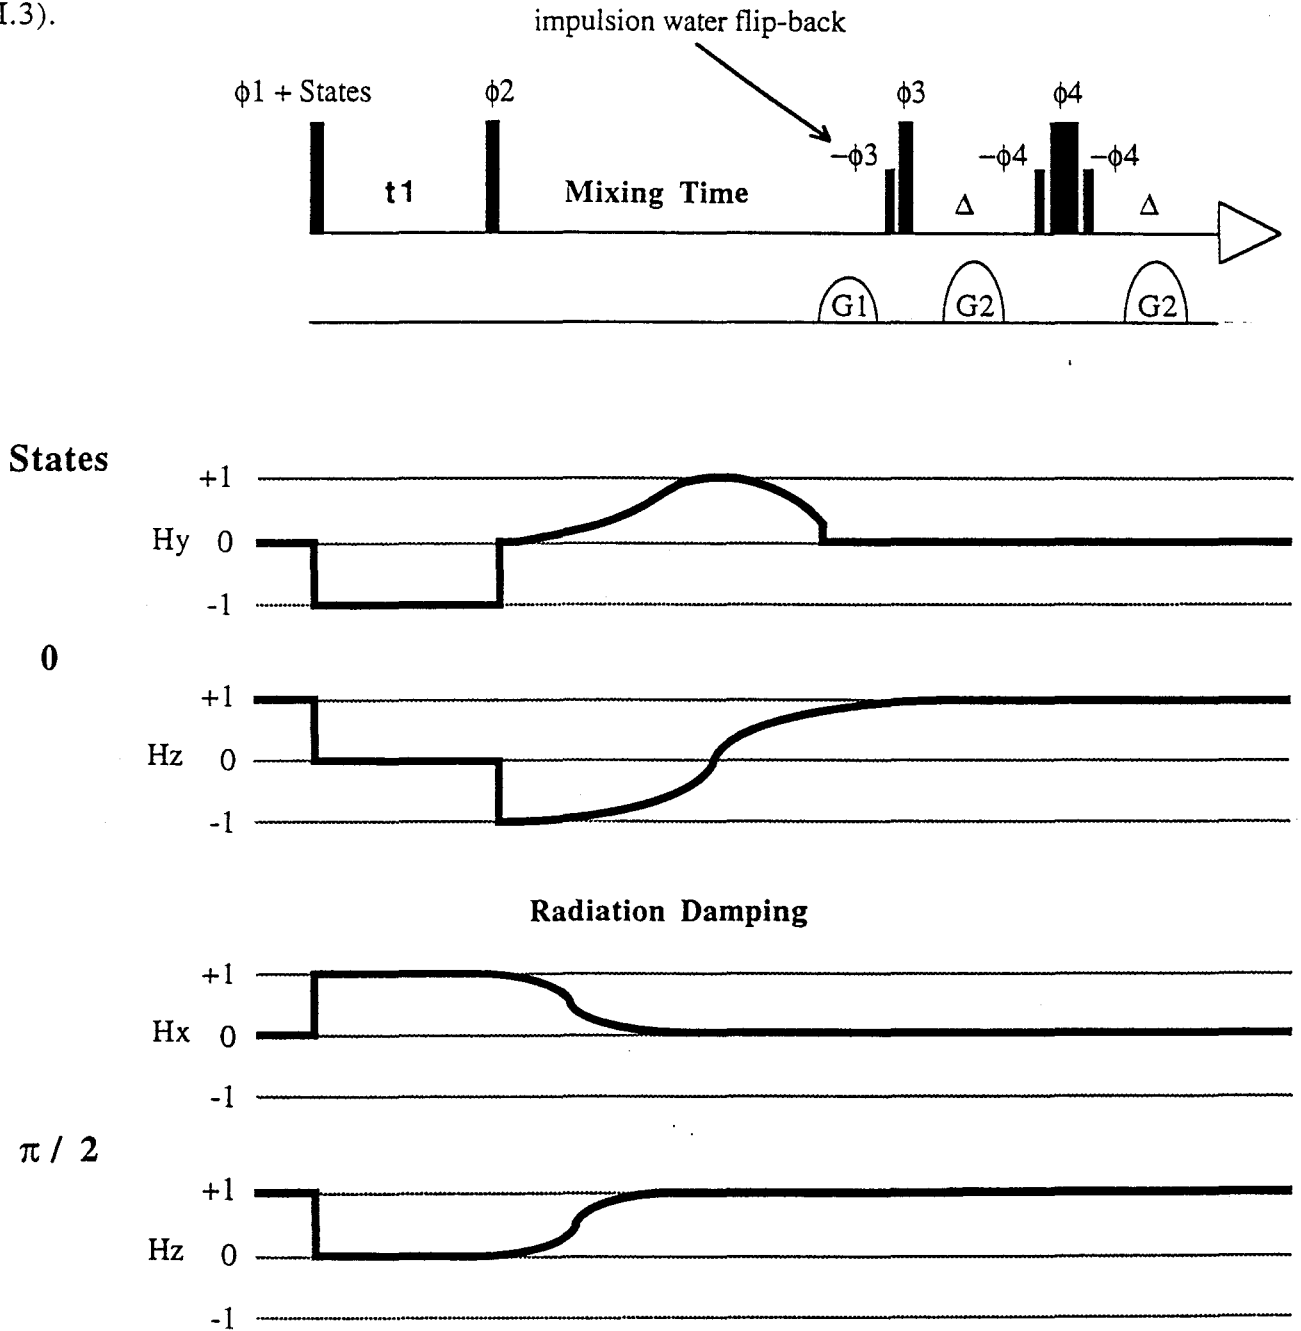 I.3).
impulsion water flip-back
ϕ1 + States
ϕ2
ϕ3
ϕ4
−ϕ3
−ϕ4
−ϕ4
t1
Mixing Time
Δ
Δ
G1
G2
G2
States
+1
Hy 0
-1
0
+1
Hz 0
-1
Radiation Damping
+1
Hx 0
-1
π / 2
+1
Hz 0
-1